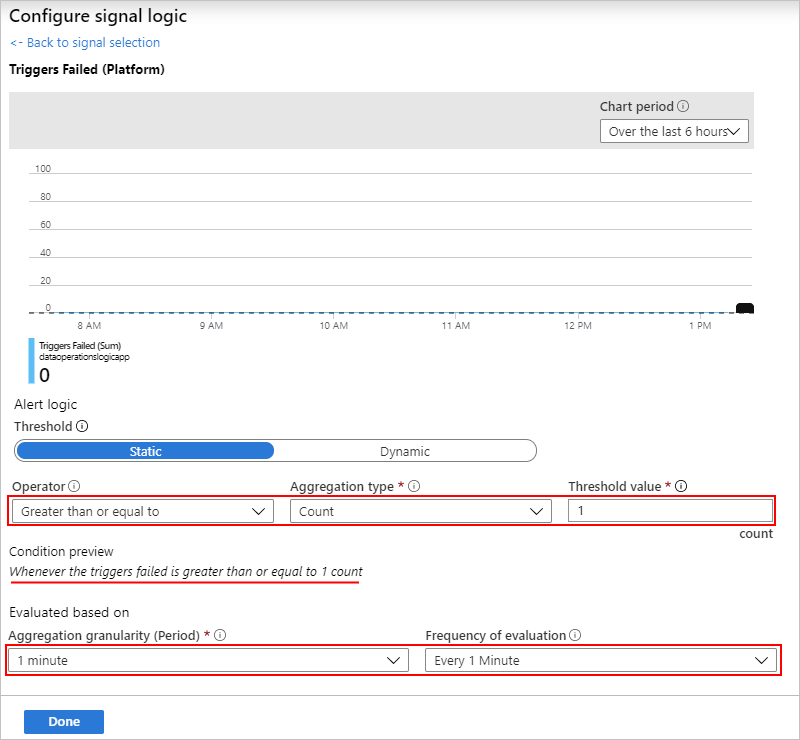 Configure signal logic
<- Back to signal selection
Triggers Failed (Platform)
Chart period
Over the last 6 hours
100
80
60
40
20
0
8 AM 9 AM 10 AM 11 AM 12 PM 1 PM
Triggers Failed (Sum)
dataoperationslogicapp
0
Alert logic
Threshold
Static Dynamic
Operator Aggregation type * Threshold value *
Greater than or equal to Count 1
count
Condition preview
Whenever the triggers failed is greater than or equal to 1 count
Evaluated based on
Aggregation granularity (Period) * Frequency of evaluation
1 minute Every 1 Minute
Done